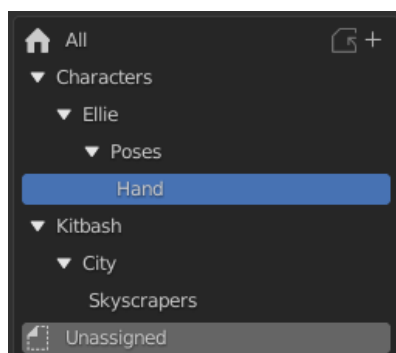 All
Characters
Ellie
Poses
Hand
Kitbash
City
Skyscrapers
Unassigned